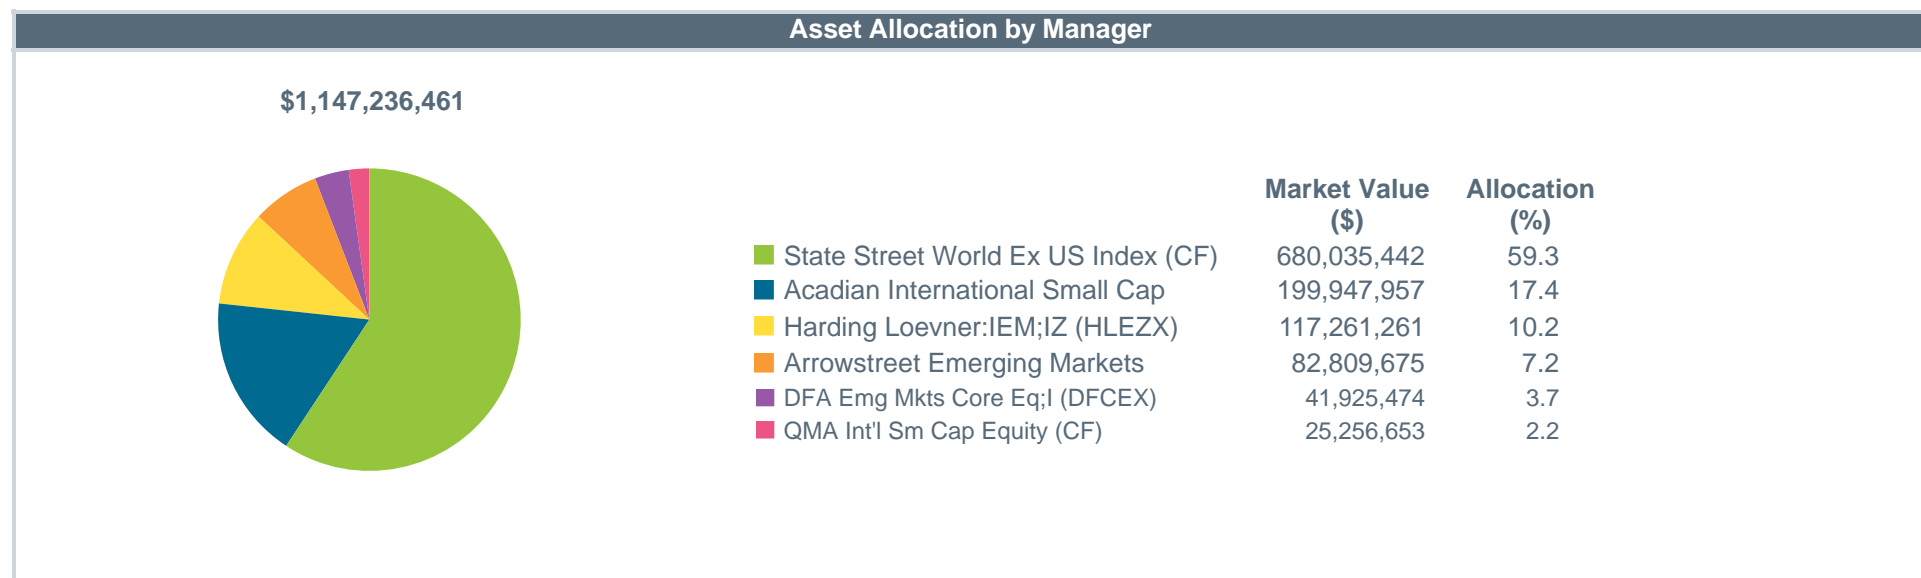 Asset Allocation by Manager
$1,147,236,461
Market Value Allocation
($) (%)
State Street World Ex US Index (CF) 680,035,442 59.3
Acadian International Small Cap 199,947,957 17.4
Harding Loevner:IEM;IZ (HLEZX) 117,261,261 10.2
Arrowstreet Emerging Markets 82,809,675 7.2
DFA Emg Mkts Core Eq;I (DFCEX) 41,925,474 3.7
QMA Int'l Sm Cap Equity (CF) 25,256,653 2.2